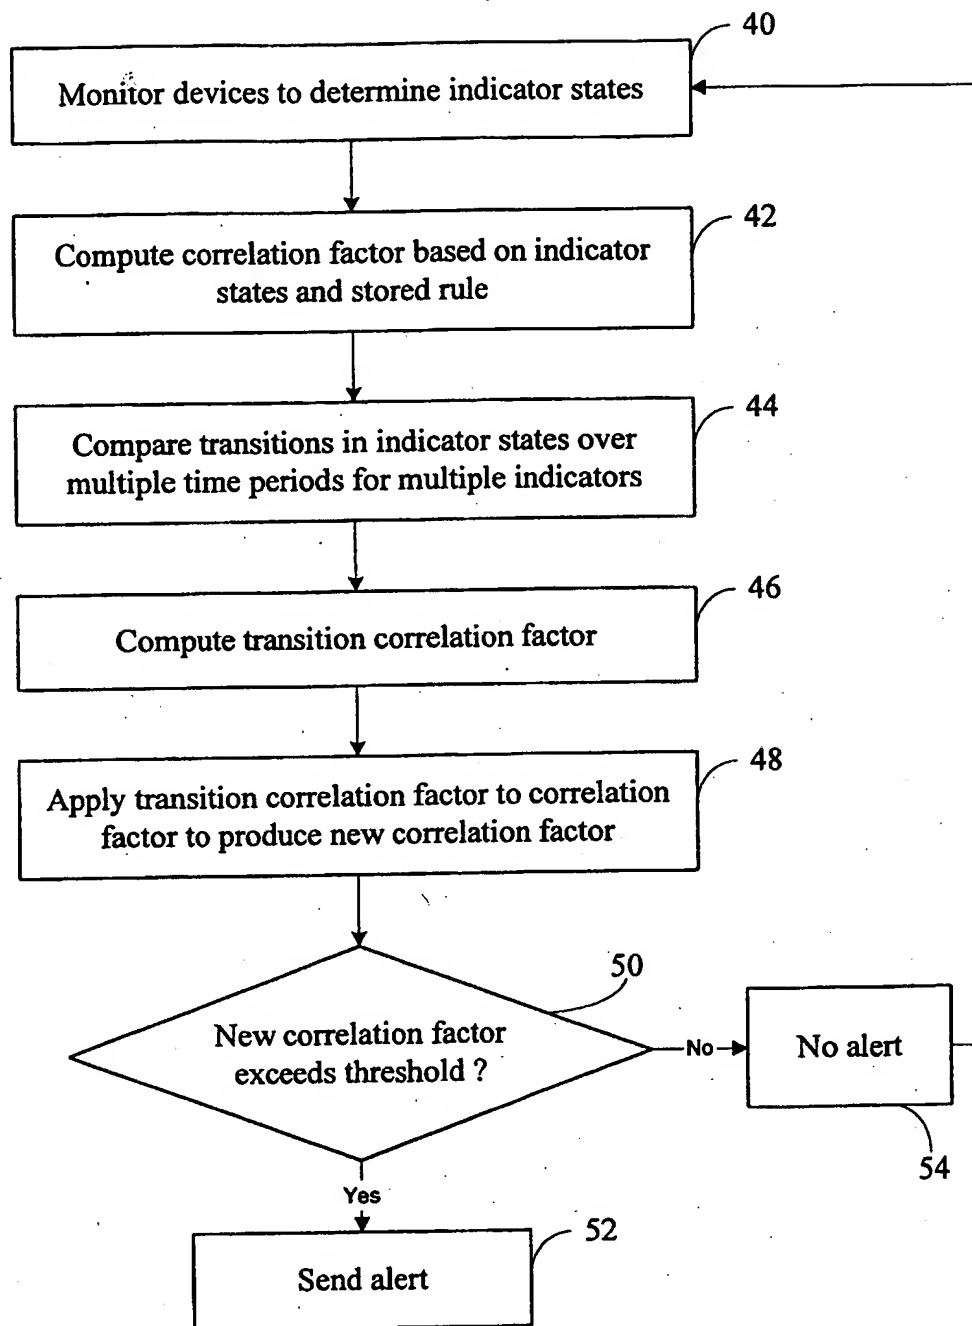 40
Monitor devices to determine indicator states
42
Compute correlation factor based on indicator
states and stored rule
44
Compare transitions in indicator states over
multiple time periods for multiple indicators
46
Compute transition correlation factor
48
Apply transition correlation factor to correlation
factor to produce new correlation factor
50
New correlation factor
exceeds threshold ?
No
No alert
54
Yes
52
Send alert